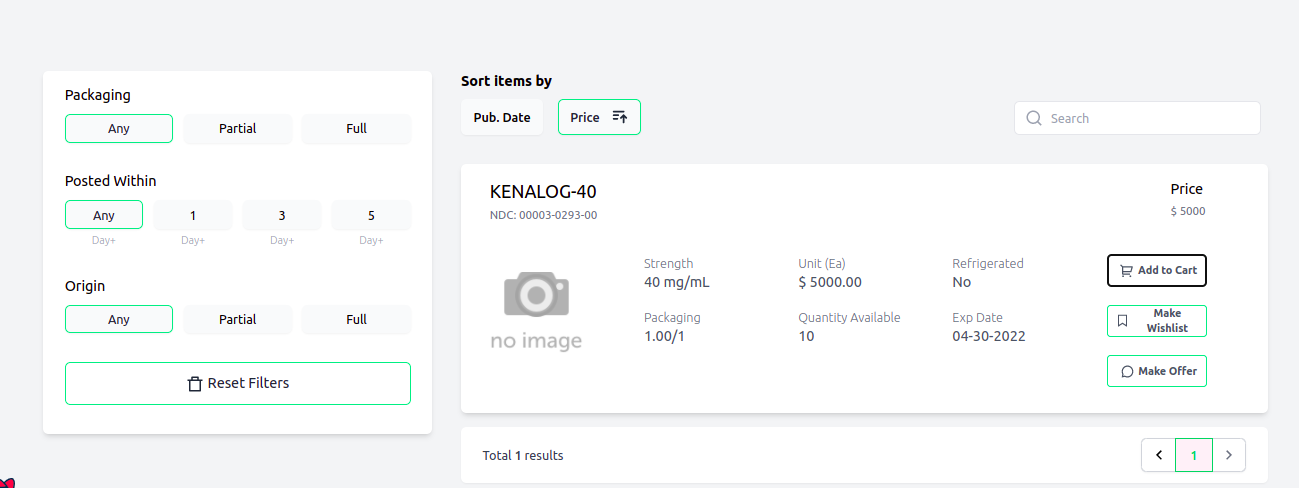 Packaging
Any Partial Full
Posted Within
Any 1 3 5
Day+ Day+ Day+ Day+
Origin
Any Partial Full
Reset Filters
Sort items by
Pub. Date Price
Search
KENALOG-40
NDC: 00003-0293-00
Price
$ 5000
no image
Strength Unit (Ea) Refrigerated
40 mg/mL $ 5000.00 No
Packaging Quantity Available Exp Date
1.00/1 10 04-30-2022
Add to Cart
Make
Wishlist
Make Offer
Total 1 results
1